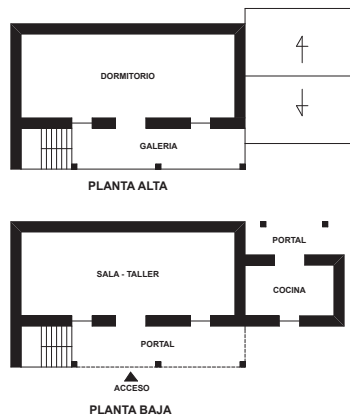 DORMITORIO
GALERIA
PLANTA ALTA
PORTAL
SALA - TALLER
COCINA
PORTAL
ACCESO
PLANTA BAJA